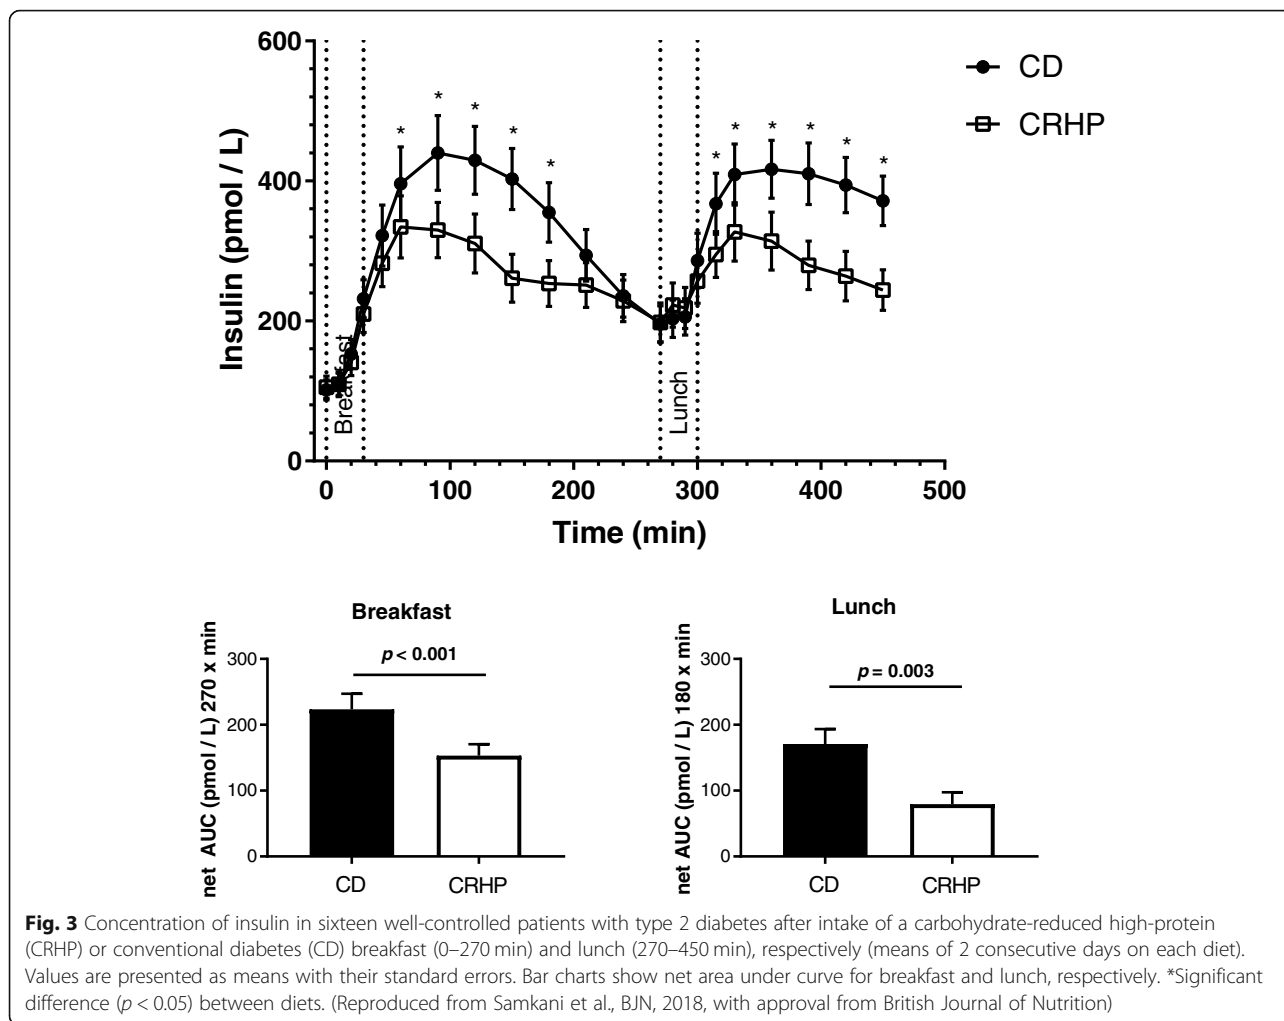 600
400
200
0
Insulin (pmol / L)
CD
CRHP
* * * * * * * * * * *
Breakfast
Lunch
0 100 200 300 400 500
Time (min)
Breakfast
p < 0.001
net AUC (pmol / L) 270 x min
300
200
100
0
CD CRHP
Lunch
p = 0.003
net AUC (pmol / L) 180 x min
300
200
100
0
CD CRHP
Fig. 3 Concentration of insulin in sixteen well-controlled patients with type 2 diabetes after intake of a carbohydrate-reduced high-protein
(CRHP) or conventional diabetes (CD) breakfast (0–270 min) and lunch (270–450 min), respectively (means of 2 consecutive days on each diet).
Values are presented as means with their standard errors. Bar charts show net area under curve for breakfast and lunch, respectively. *Significant
difference (p < 0.05) between diets. (Reproduced from Samkani et al., BJN, 2018, with approval from British Journal of Nutrition)